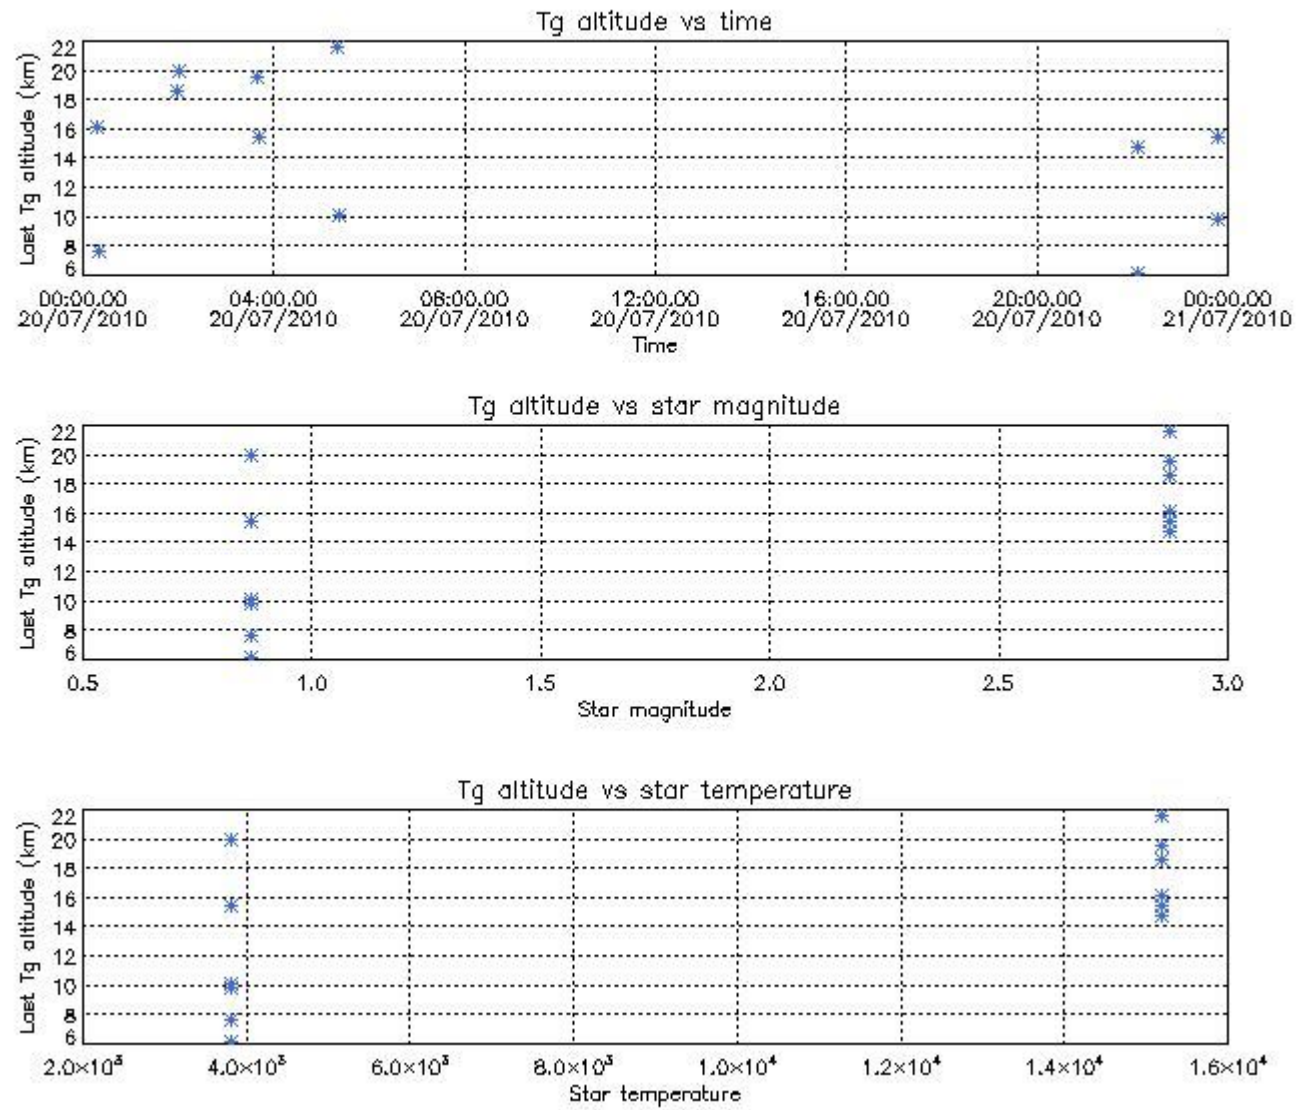 Tg altitude vs time
Last Tg altitude (km)
22
20
18
16
14
12
10
8
6
00:00.00 04:00.00 08:00.00 12:00.00 16:00.00 20:00.00 00:00.00
20/07/2010 20/07/2010 20/07/2010 20/07/2010 20/07/2010 20/07/2010 21/07/2010
Time
Tg altitude vs star magnitude
Last Tg altitude (km)
22
20
18
16
14
12
10
8
6
0.5 1.0 1.5 2.0 2.5 3.0
Star magnitude
Tg altitude vs star temperature
Last Tg altitude (km)
22
20
18
16
14
12
10
8
6
2.0×10³ 4.0×10³ 6.0×10³ 8.0×10³ 1.0×10⁴ 1.2×10⁴ 1.4×10⁴ 1.6×10⁴
Star temperature